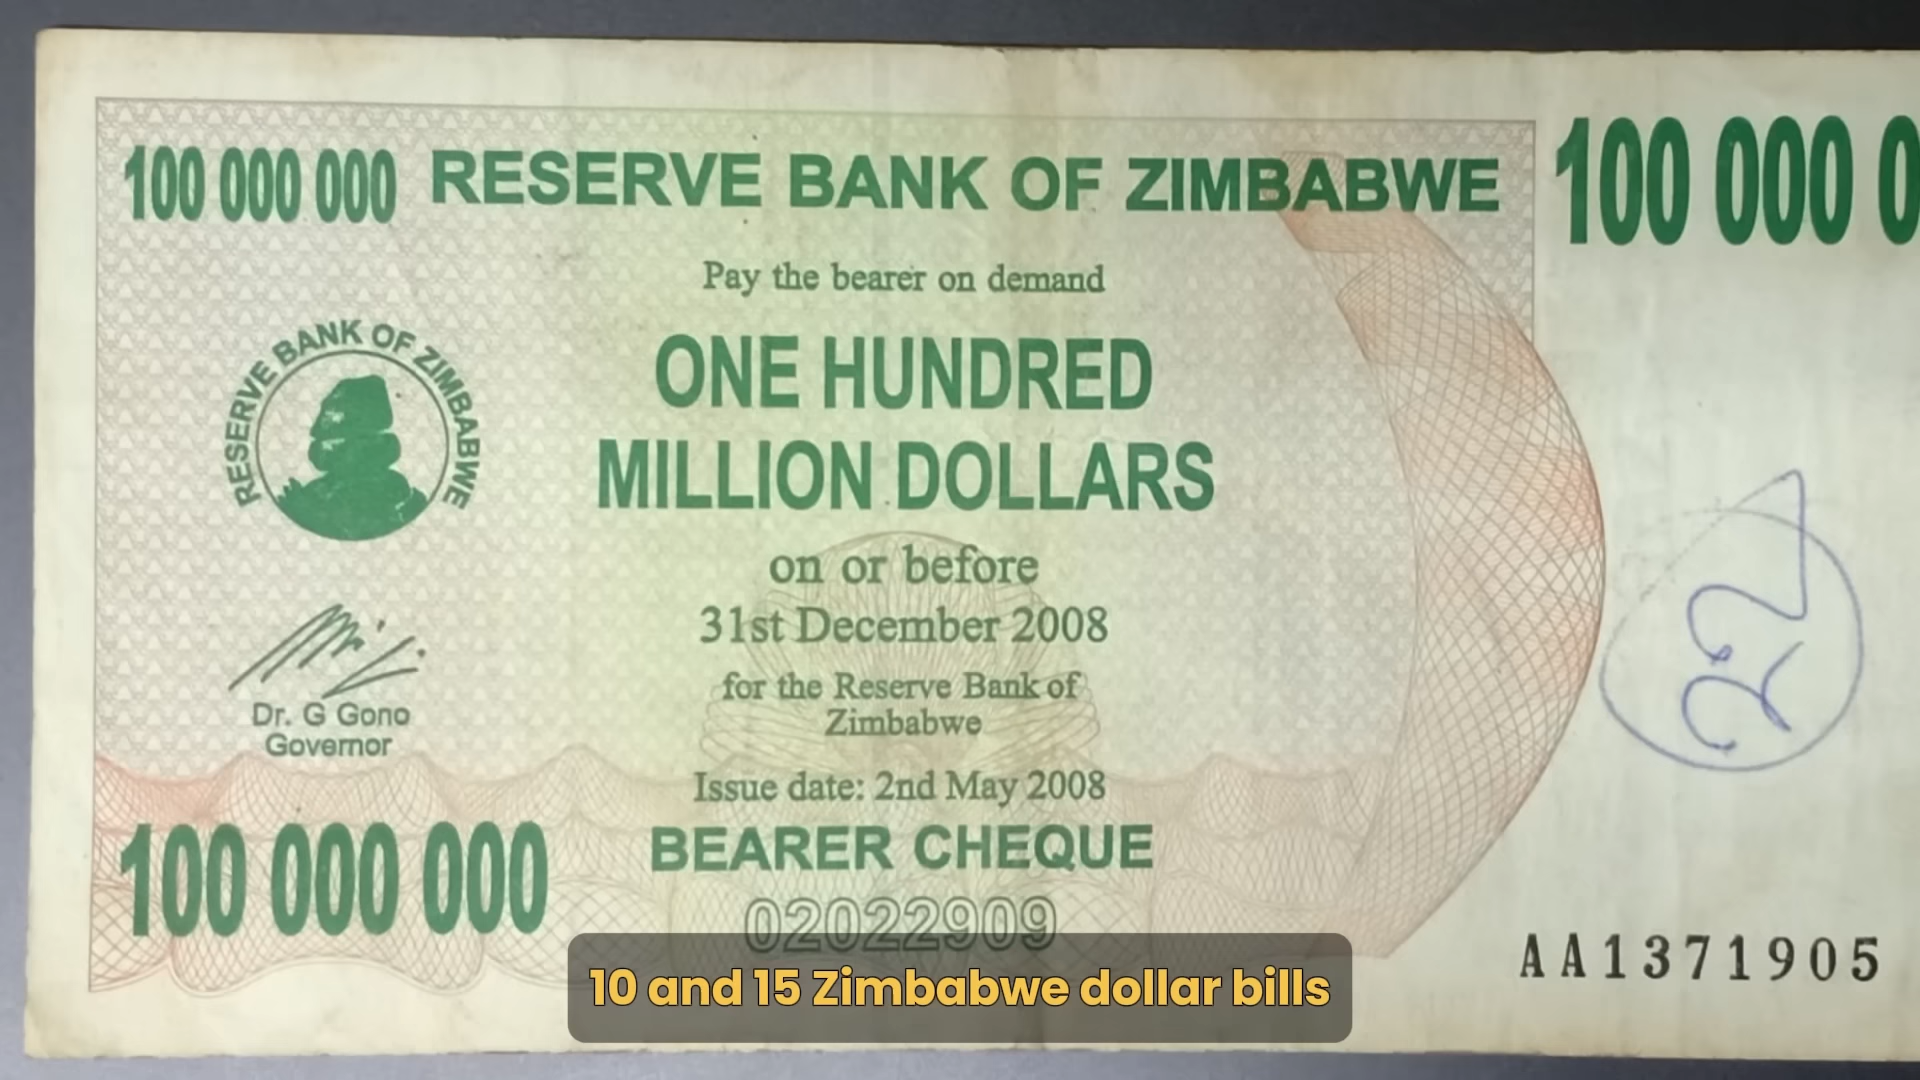 100 000 000 RESERVE BANK OF ZIMBABWE 100 000 0
Pay the bearer on demand
ONE HUNDRED
MILLION DOLLARS
RESERVE BANK OF ZIMBABWE
on or before
31st December 2008
for the Reserve Bank of
Zimbabwe
Dr. G Gono
Governor
Issue date: 2nd May 2008
100 000 000
BEARER CHEQUE
02022909
22
AA1371905
10 and 15 Zimbabwe dollar bills